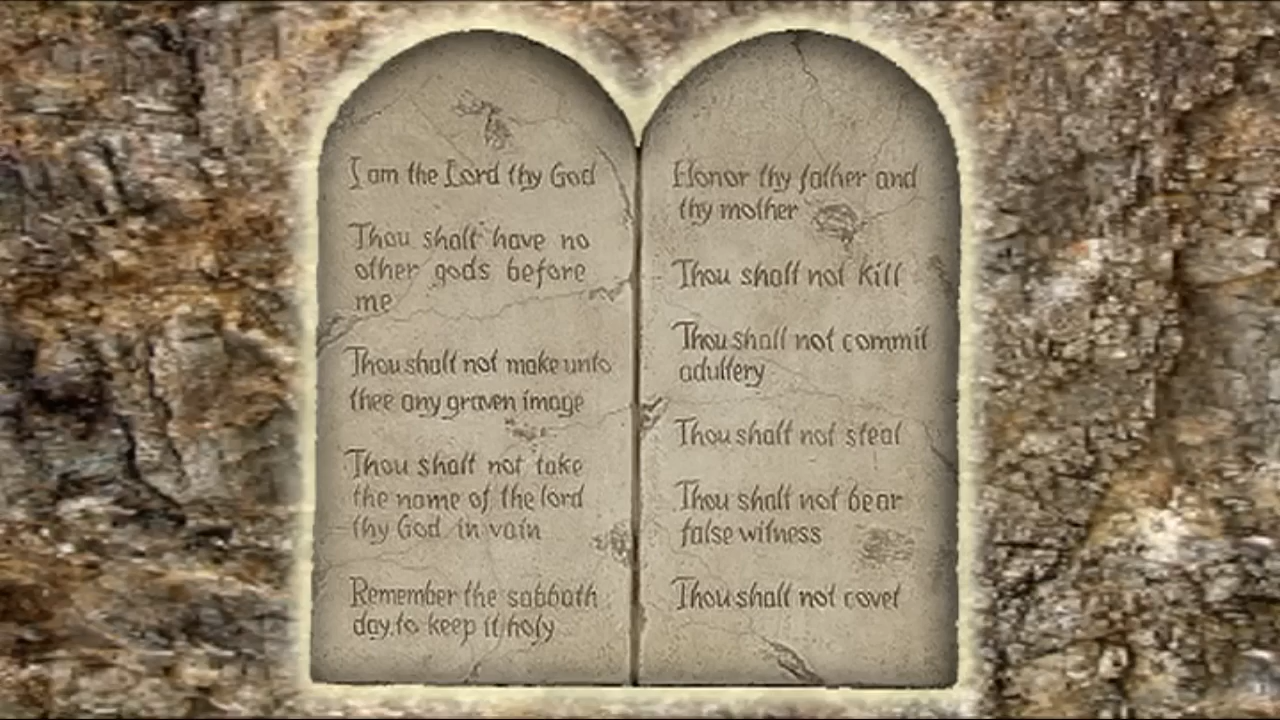 I am the Lord thy God
Thou shalt have no
other gods before
me
Thou shalt not make unto
thee any graven image
Thou shalt not take
the name of the lord
thy God in vain
Remember the sabbath
day, to keep it holy
Honor thy father and
thy mother
Thou shalt not kill
Thou shalt not commit
adultery
Thou shalt not steal
Thou shalt not bear
false witness
Thou shalt not covet